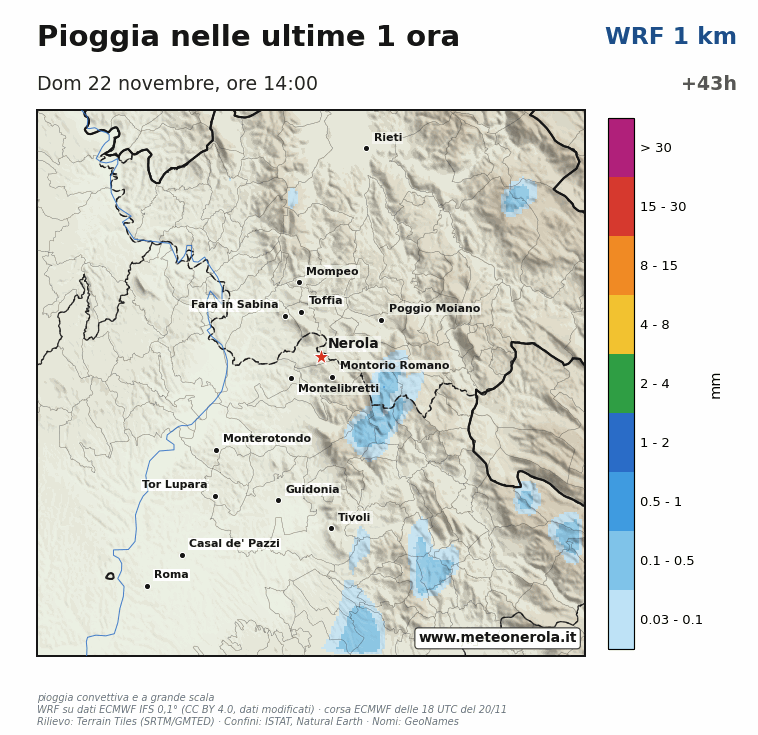 Pioggia nelle ultime 1 ora
WRF 1 km
Dom 22 novembre, ore 14:00
+43h
Rieti
Mompeo
Toffia
Fara in Sabina
Poggio Moiano
Nerola
Montorio Romano
Montelibretti
Monterotondo
Tor Lupara
Guidonia
Tivoli
Casal de' Pazzi
Roma
www.meteonerola.it
> 30
15 - 30
8 - 15
4 - 8
2 - 4
1 - 2
0.5 - 1
0.1 - 0.5
0.03 - 0.1
mm
pioggia convettiva e a grande scala
WRF su dati ECMWF IFS 0,1° (CC BY 4.0, dati modificati) · corsa ECMWF delle 18 UTC del 20/11
Rilievo: Terrain Tiles (SRTM/GMTED) · Confini: ISTAT, Natural Earth · Nomi: GeoNames